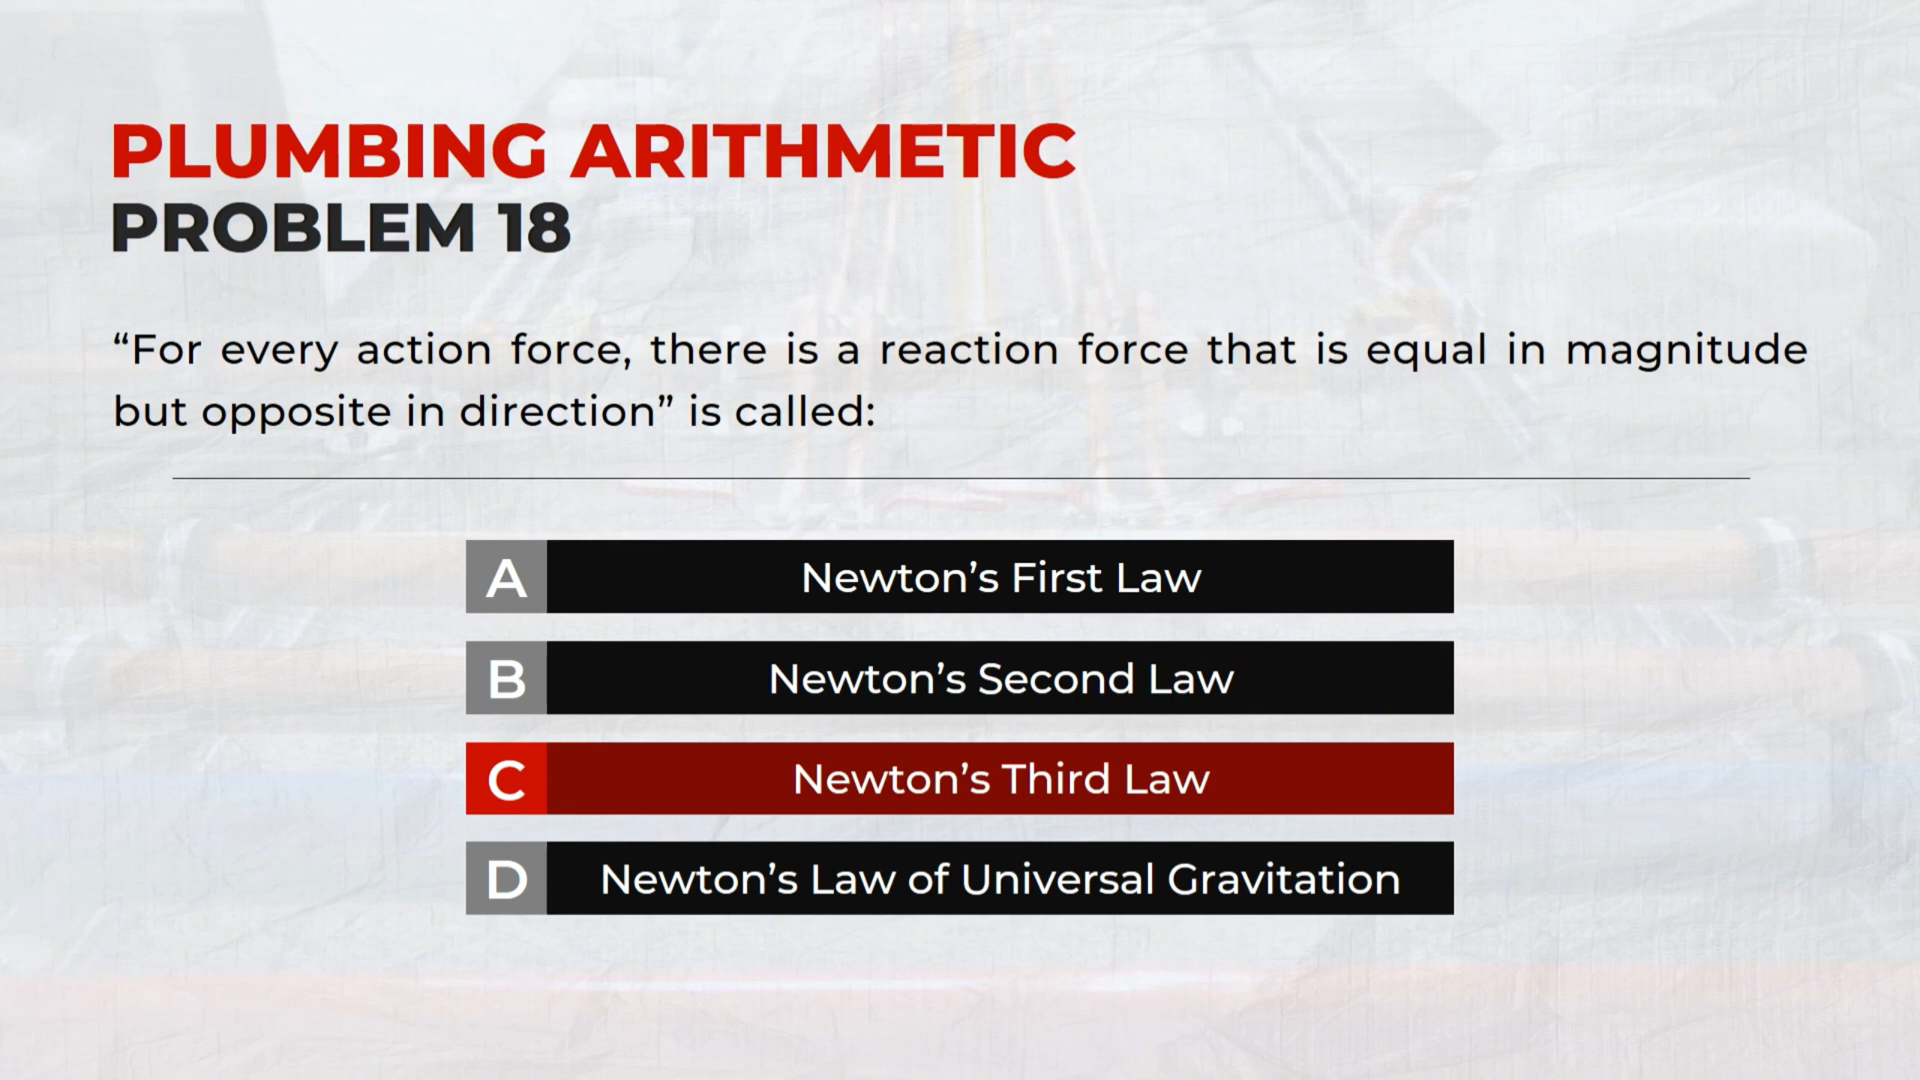 PLUMBING ARITHMETIC
PROBLEM 18
“For every action force, there is a reaction force that is equal in magnitude
but opposite in direction” is called:
A Newton’s First Law
B Newton’s Second Law
C Newton’s Third Law
D Newton’s Law of Universal Gravitation